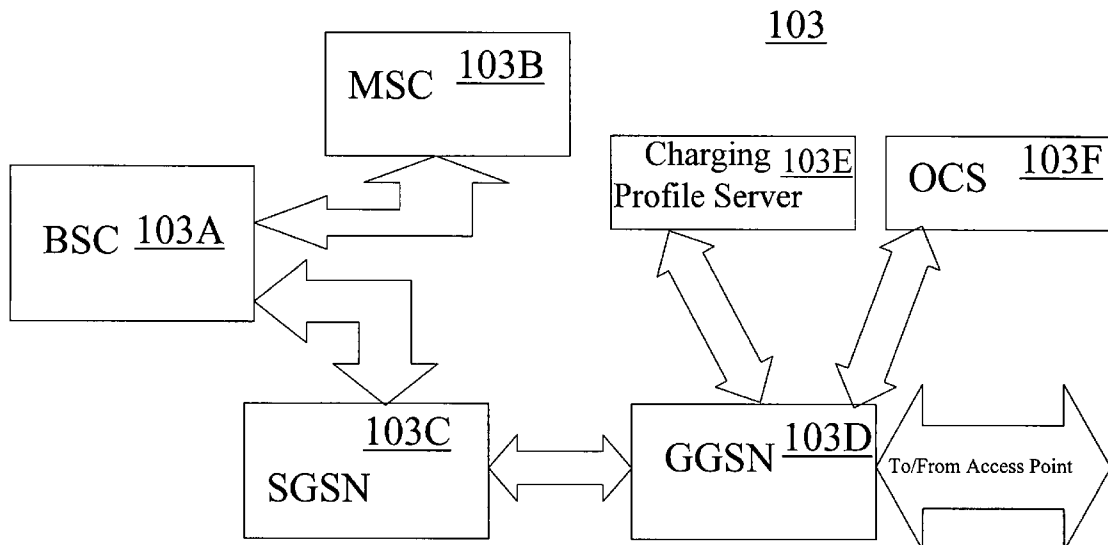 103
MSC 103B
Charging 103E
Profile Server
OCS 103F
BSC 103A
103C
SGSN
GGSN 103D
To/From Access Point